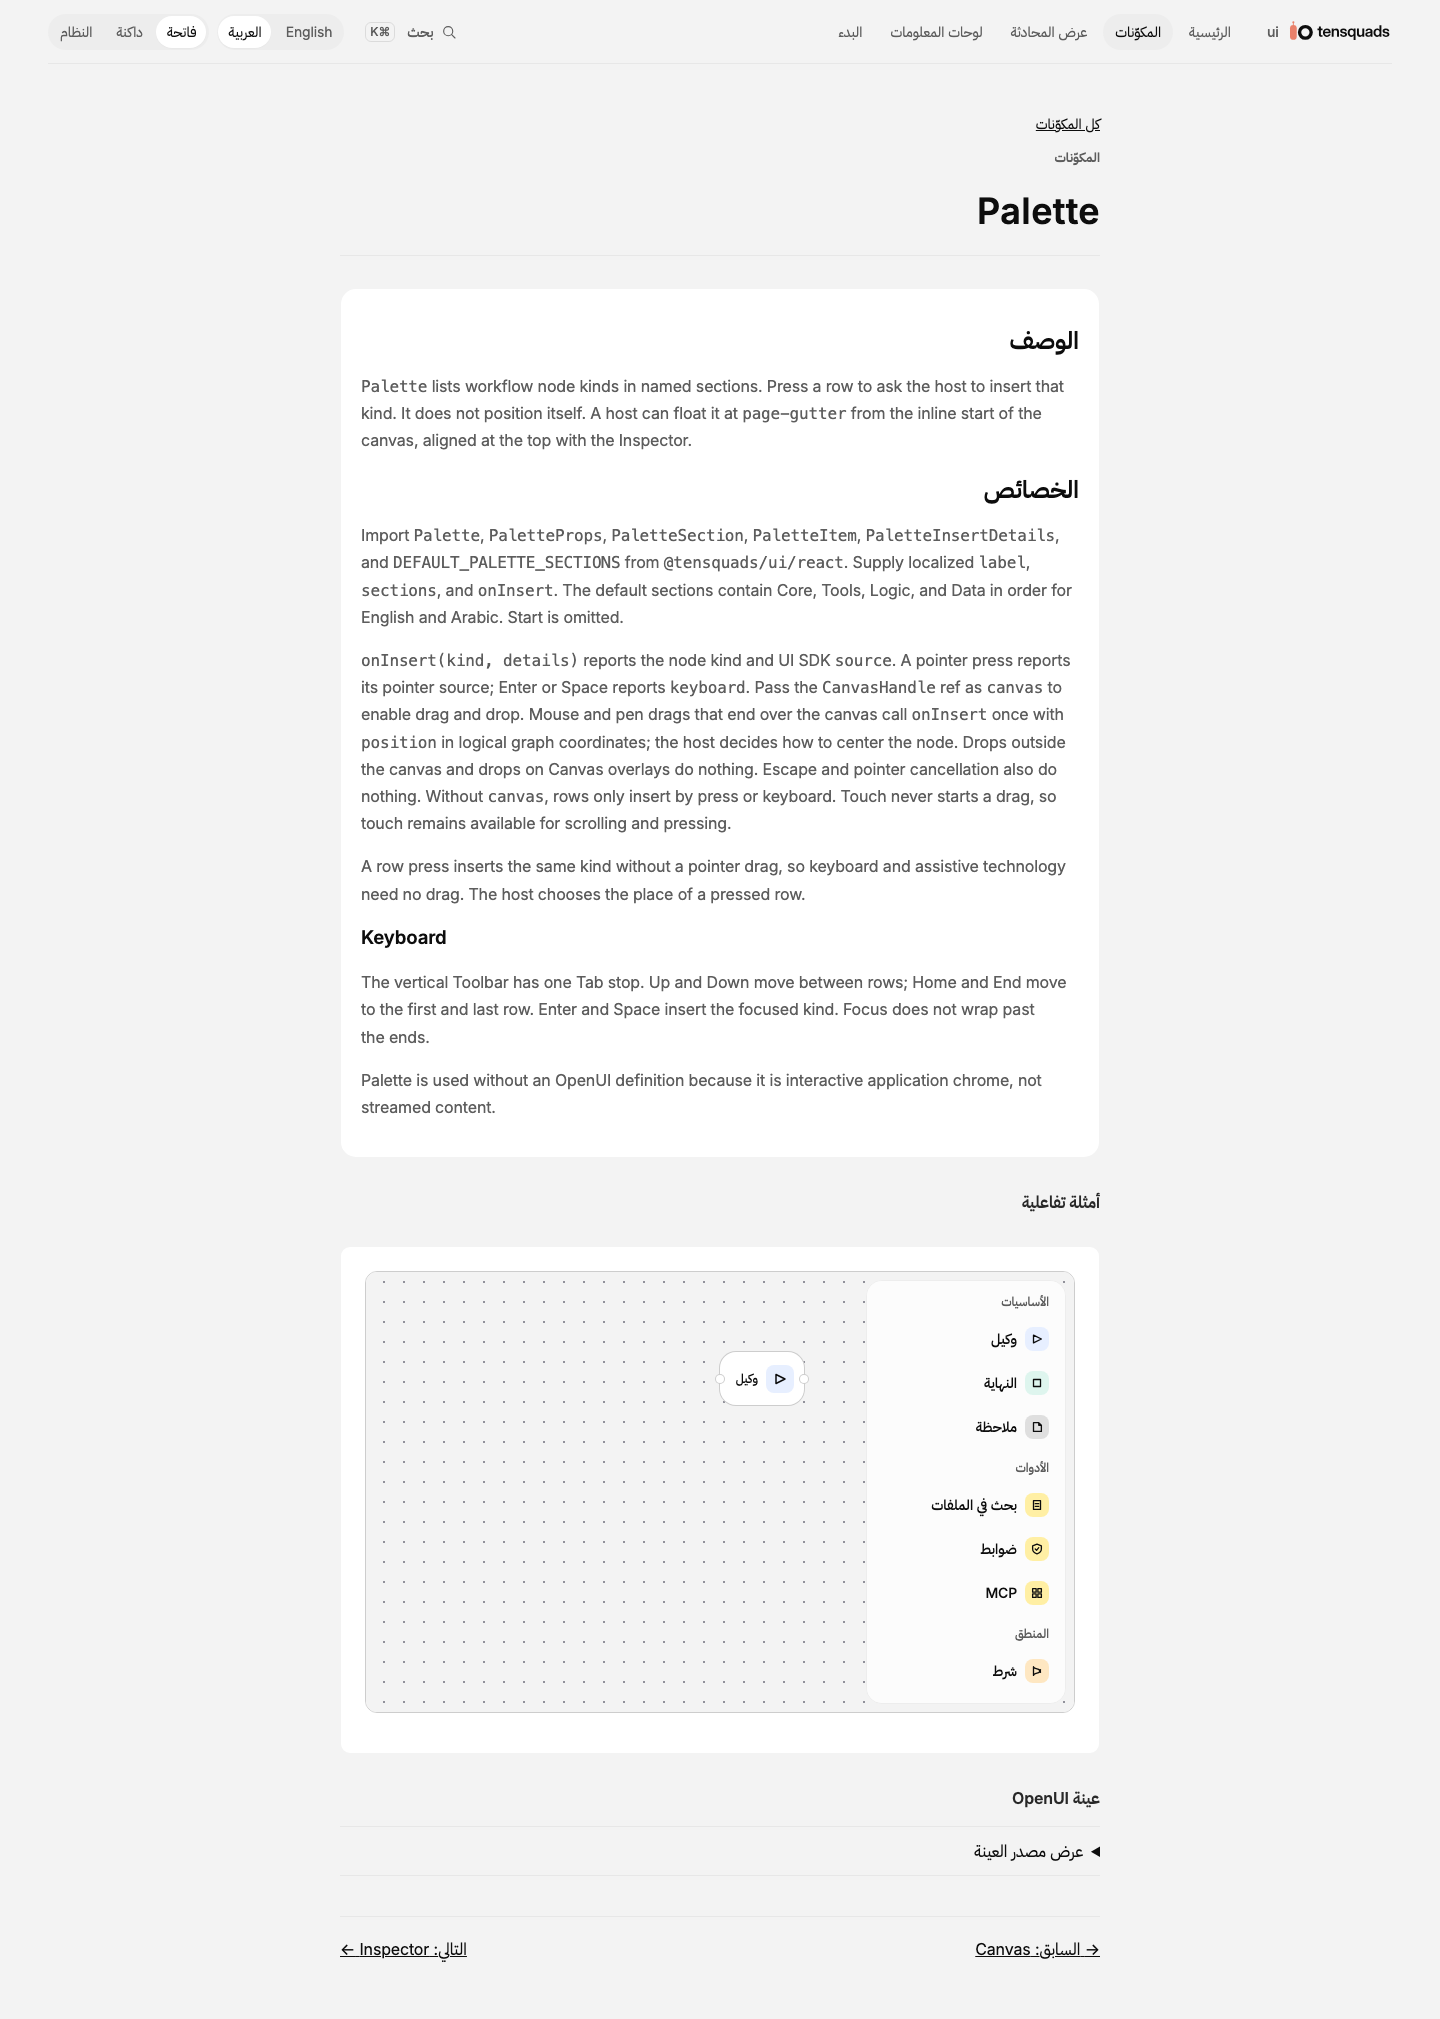 tensquads ui
الرئيسية
المكوّنات
عرض المحادثة
لوحات المعلومات
البدء
بحث ⌘K
English
العربية
فاتحة
داكنة
النظام
كل المكوّنات
المكوّنات
Palette
الوصف
Palette lists workflow node kinds in named sections. Press a row to ask the host to insert that
kind. It does not position itself. A host can float it at page-gutter from the inline start of the
canvas, aligned at the top with the Inspector.
الخصائص
Import Palette, PaletteProps, PaletteSection, PaletteItem, PaletteInsertDetails,
and DEFAULT_PALETTE_SECTIONS from @tensquads/ui/react. Supply localized label,
sections, and onInsert. The default sections contain Core, Tools, Logic, and Data in order for
English and Arabic. Start is omitted.
onInsert(kind, details) reports the node kind and UI SDK source. A pointer press reports
its pointer source; Enter or Space reports keyboard. Pass the CanvasHandle ref as canvas to
enable drag and drop. Mouse and pen drags that end over the canvas call onInsert once with
position in logical graph coordinates; the host decides how to center the node. Drops outside
the canvas and drops on Canvas overlays do nothing. Escape and pointer cancellation also do
nothing. Without canvas, rows only insert by press or keyboard. Touch never starts a drag, so
touch remains available for scrolling and pressing.
A row press inserts the same kind without a pointer drag, so keyboard and assistive technology
need no drag. The host chooses the place of a pressed row.
Keyboard
The vertical Toolbar has one Tab stop. Up and Down move between rows; Home and End move
to the first and last row. Enter and Space insert the focused kind. Focus does not wrap past
the ends.
Palette is used without an OpenUI definition because it is interactive application chrome, not
streamed content.
أمثلة تفاعلية
الأساسيات
وكيل
النهاية
ملاحظة
الأدوات
بحث في الملفات
ضوابط
MCP
المنطق
شرط
وكيل
عينة OpenUI
عرض مصدر العينة
→ السابق: Canvas
التالي: Inspector ←